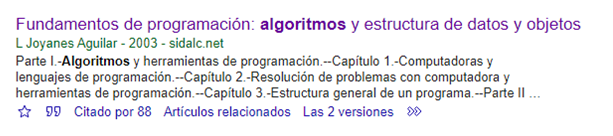 Fundamentos de programación: algoritmos y estructura de datos y objetos
L Joyanes Aguilar - 2003 - sidalc.net
Parte I.-Algoritmos y herramientas de programación.--Capítulo 1.-Computadoras y
lenguajes de programación.--Capítulo 2.-Resolución de problemas con computadora y
herramientas de programación.--Capítulo 3.-Estructura general de un programa.--Parte II …
Citado por 88 Artículos relacionados Las 2 versiones